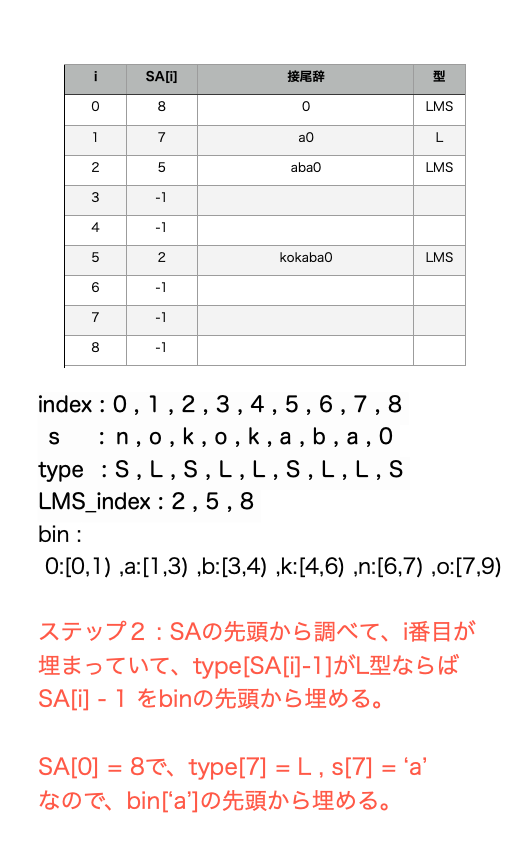 i SA[i] 接尾辞 型
0 8 0 LMS
1 7 a0 L
2 5 aba0 LMS
3 -1
4 -1
5 2 kokaba0 LMS
6 -1
7 -1
8 -1
index : 0 , 1 , 2 , 3 , 4 , 5 , 6 , 7 , 8
s : n , o , k , o , k , a , b , a , 0
type : S , L , S , L , L , S , L , L , S
LMS_index : 2 , 5 , 8
bin :
0:[0,1) ,a:[1,3) ,b:[3,4) ,k:[4,6) ,n:[6,7) ,o:[7,9)
ステップ２：SAの先頭から調べて、i番目が
埋まっていて、type[SA[i]-1]がL型ならば
SA[i] - 1 をbinの先頭から埋める。
SA[0] = 8で、type[7] = L , s[7] = ‘a’
なので、bin[‘a’]の先頭から埋める。